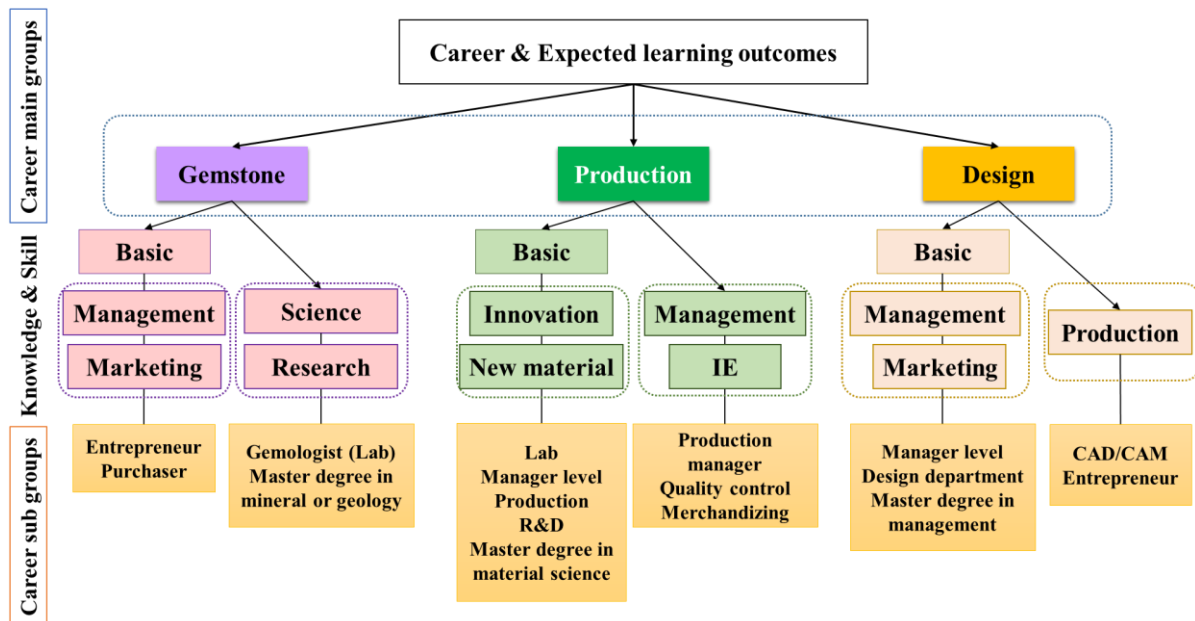 Career main groups
Career & Expected learning outcomes
Gemstone
Production
Design
Knowledge & Skill
Basic
Management
Marketing
Science
Research
Basic
Innovation
New material
Management
IE
Basic
Management
Marketing
Production
Career sub groups
Entrepreneur
Purchaser
Gemologist (Lab)
Master degree in
mineral or geology
Lab
Manager level
Production
R&D
Master degree in
material science
Production
manager
Quality control
Merchandizing
Manager level
Design department
Master degree in
management
CAD/CAM
Entrepreneur